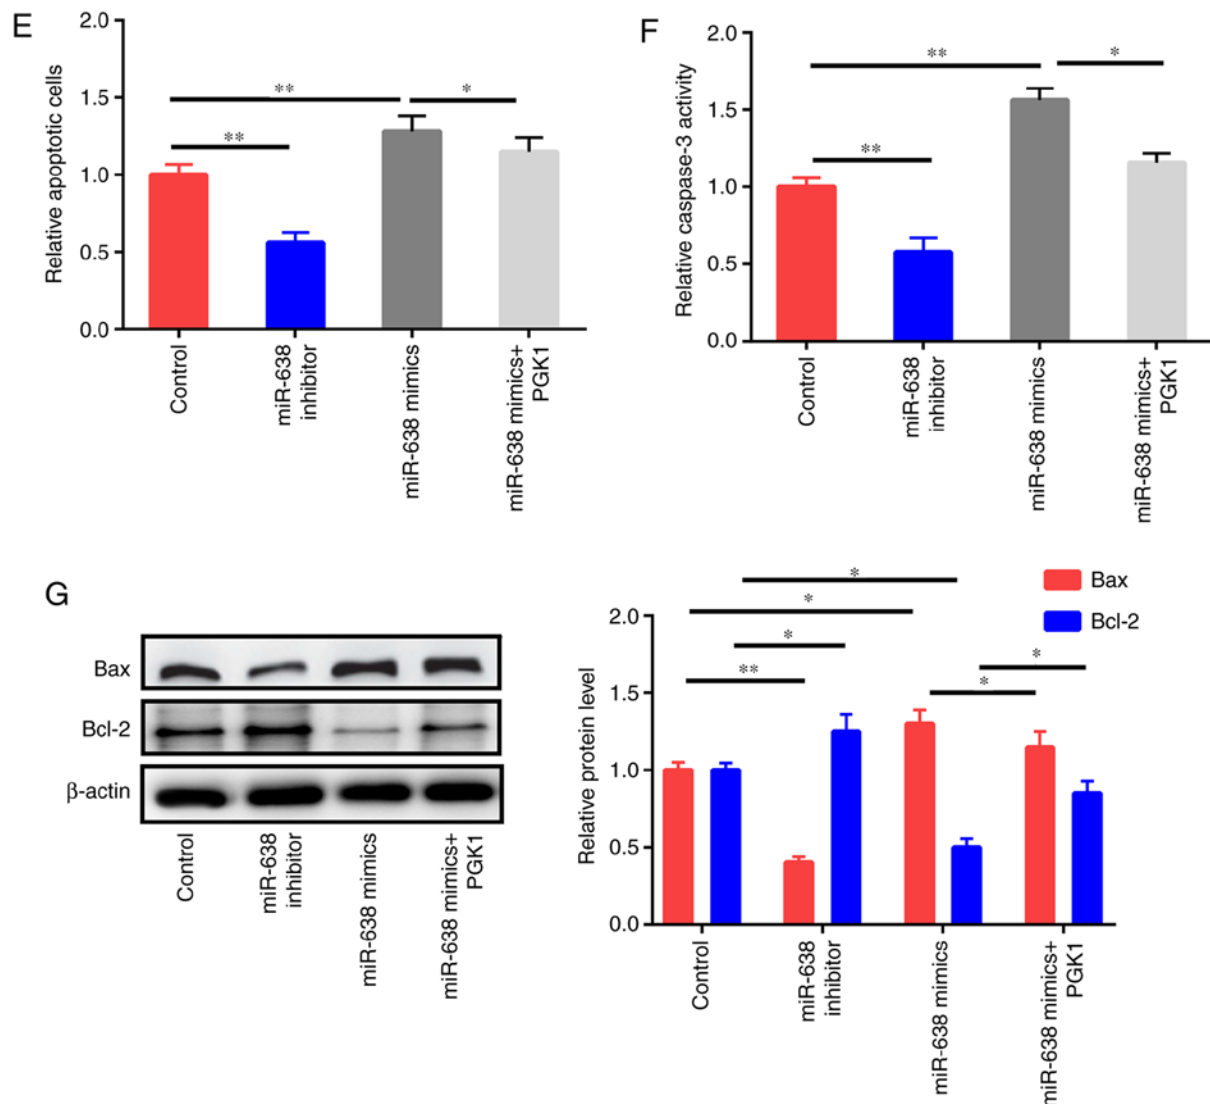 E
2.0
1.5
1.0
0.5
0.0
Relative apoptotic cells
**
**
*
Control
miR-638
inhibitor
miR-638 mimics
miR-638 mimics+
PGK1
F
2.0
1.5
1.0
0.5
0.0
Relative caspase-3 activity
**
**
*
Control
miR-638
inhibitor
miR-638 mimics
miR-638 mimics+
PGK1
G
Bax
Bcl-2
β-actin
Control
miR-638
inhibitor
miR-638 mimics
miR-638 mimics+
PGK1
Bax
Bcl-2
2.0
1.5
1.0
0.5
0.0
Relative protein level
*
*
*
**
*
*
Control
miR-638
inhibitor
miR-638 mimics
miR-638 mimics+
PGK1